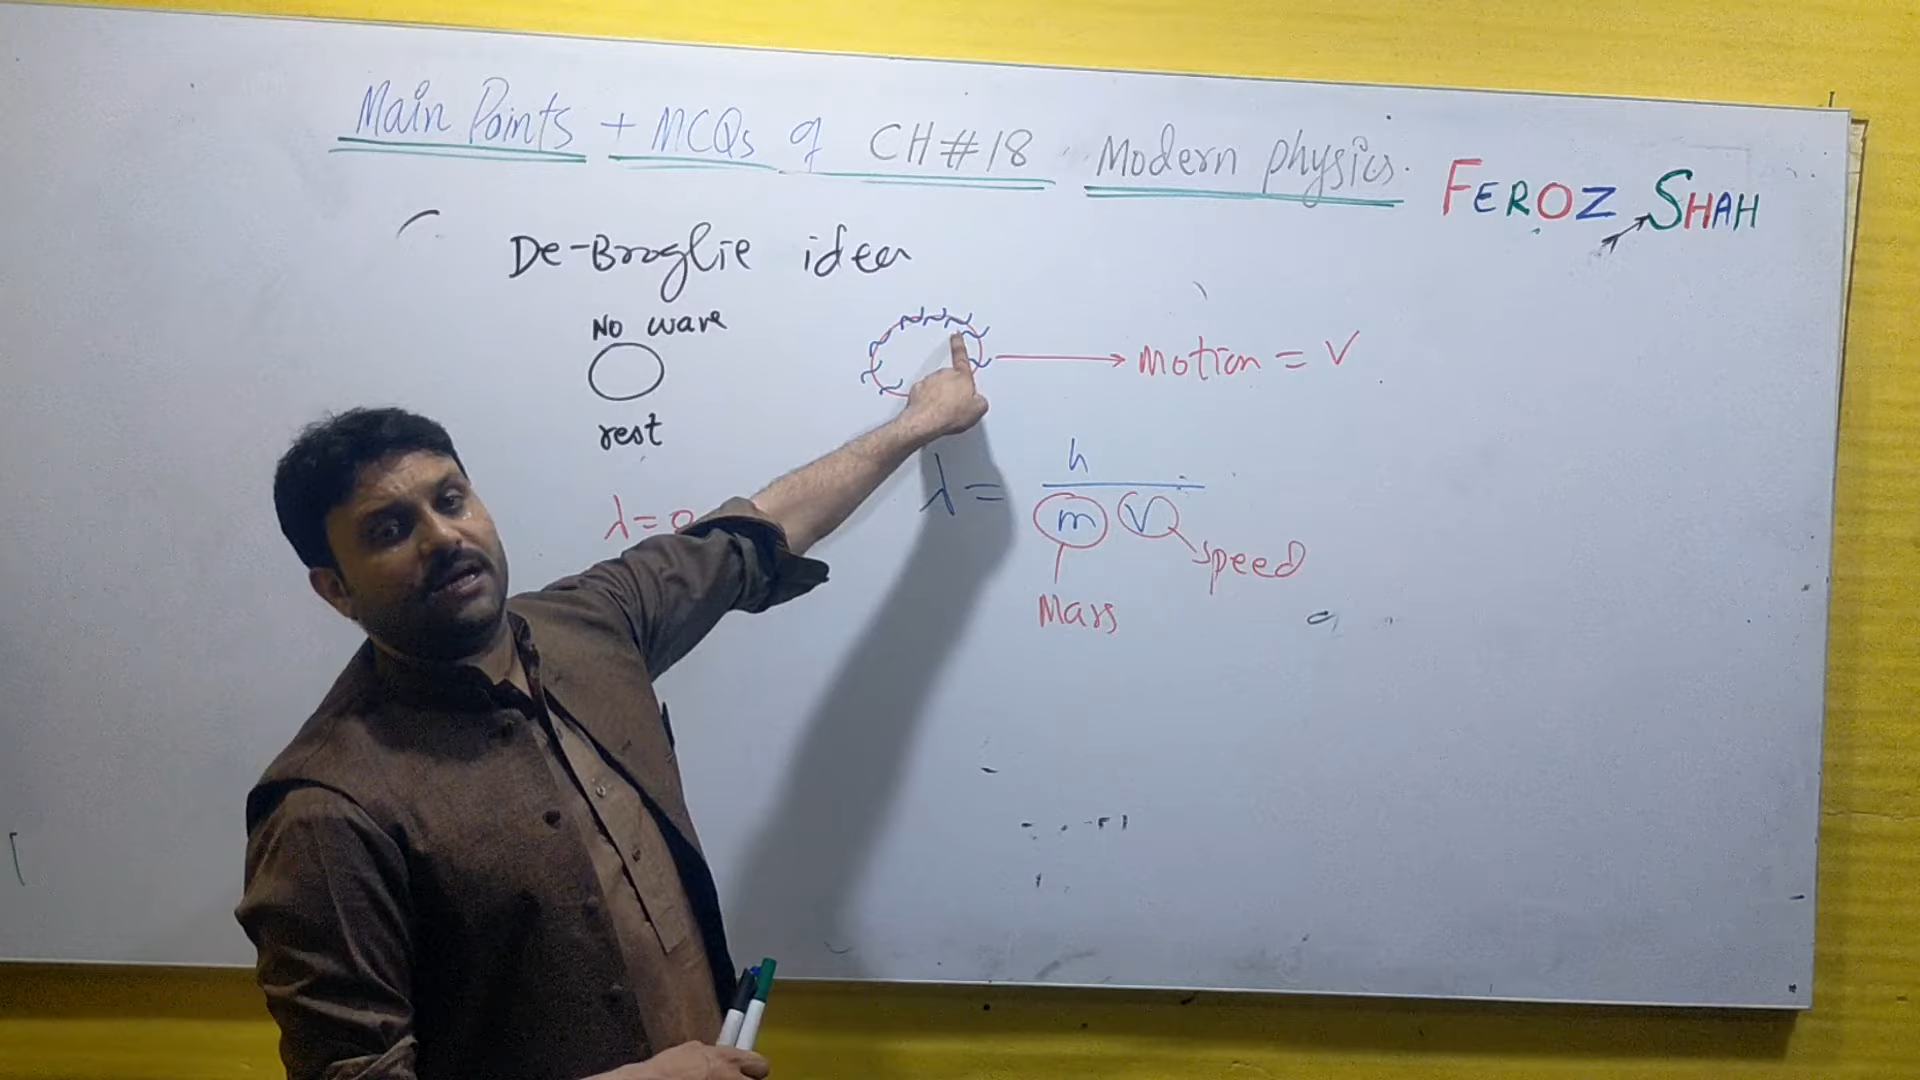 Main Points + MCQs of CH#18 Modern physics.
FEROZ SHAH
De-Broglie idea
No wave
rest
λ=0
Motion = V
λ = h
m V
speed
Mass